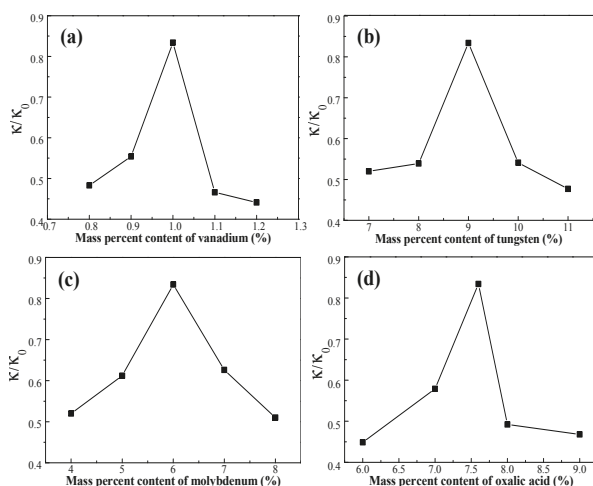 (a)
κ/κ0
0.9
0.8
0.7
0.6
0.5
0.4
0.7 0.8 0.9 1.0 1.1 1.2 1.3
Mass percent content of vanadium (%)
(b)
κ/κ0
0.9
0.8
0.7
0.6
0.5
0.4
7 8 9 10 11
Mass percent content of tungsten (%)
(c)
κ/κ0
0.9
0.8
0.7
0.6
0.5
0.4
4 5 6 7 8
Mass percent content of molybdenum (%)
(d)
κ/κ0
0.9
0.8
0.7
0.6
0.5
0.4
6.0 6.5 7.0 7.5 8.0 8.5 9.0
Mass percent content of oxalic acid (%)